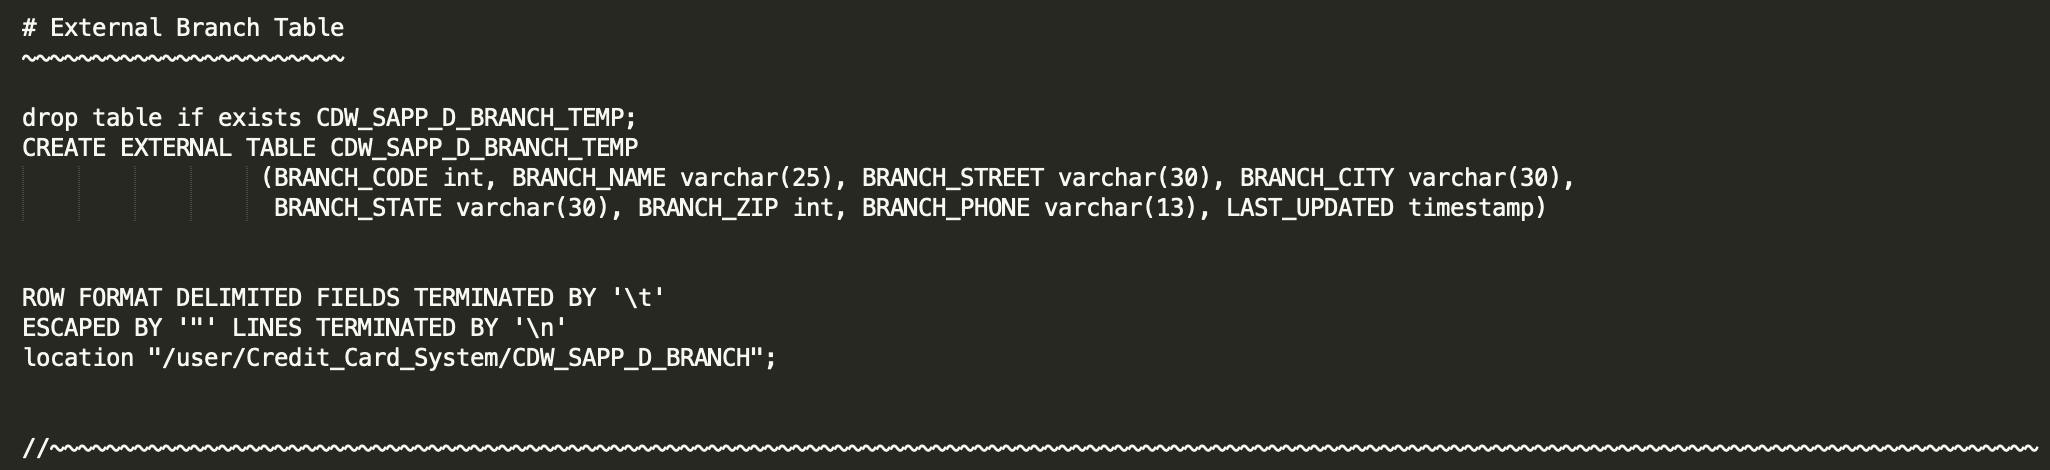 # External Branch Table
~~~~~~~~~~~~~~~~~~~~~~~
drop table if exists CDW_SAPP_D_BRANCH_TEMP;
CREATE EXTERNAL TABLE CDW_SAPP_D_BRANCH_TEMP
(BRANCH_CODE int, BRANCH_NAME varchar(25), BRANCH_STREET varchar(30), BRANCH_CITY varchar(30),
BRANCH_STATE varchar(30), BRANCH_ZIP int, BRANCH_PHONE varchar(13), LAST_UPDATED timestamp)
ROW FORMAT DELIMITED FIELDS TERMINATED BY '\t'
ESCAPED BY '"' LINES TERMINATED BY '\n'
location "/user/Credit_Card_System/CDW_SAPP_D_BRANCH";
//~~~~~~~~~~~~~~~~~~~~~~~~~~~~~~~~~~~~~~~~~~~~~~~~~~~~~~~~~~~~~~~~~~~~~~~~~~~~~~~~~~~~~~~~~~~~~~~~~~~~~~~~~~~~~~~~~~~~~~~~~~~~~~~~~~~~~~~~~~~~~~